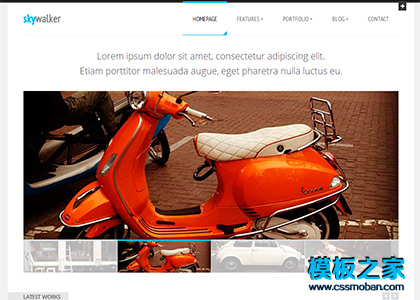 skywalker
HOMEPAGE
FEATURES
PORTFOLIO
BLOG
CONTACT
Lorem ipsum dolor sit amet, consectetur adipiscing elit.
Etiam porttitor malesuada augue, eget pharetra nulla luctus eu.
Vespa
模板之家
www.cssmoban.com
LATEST WORKS